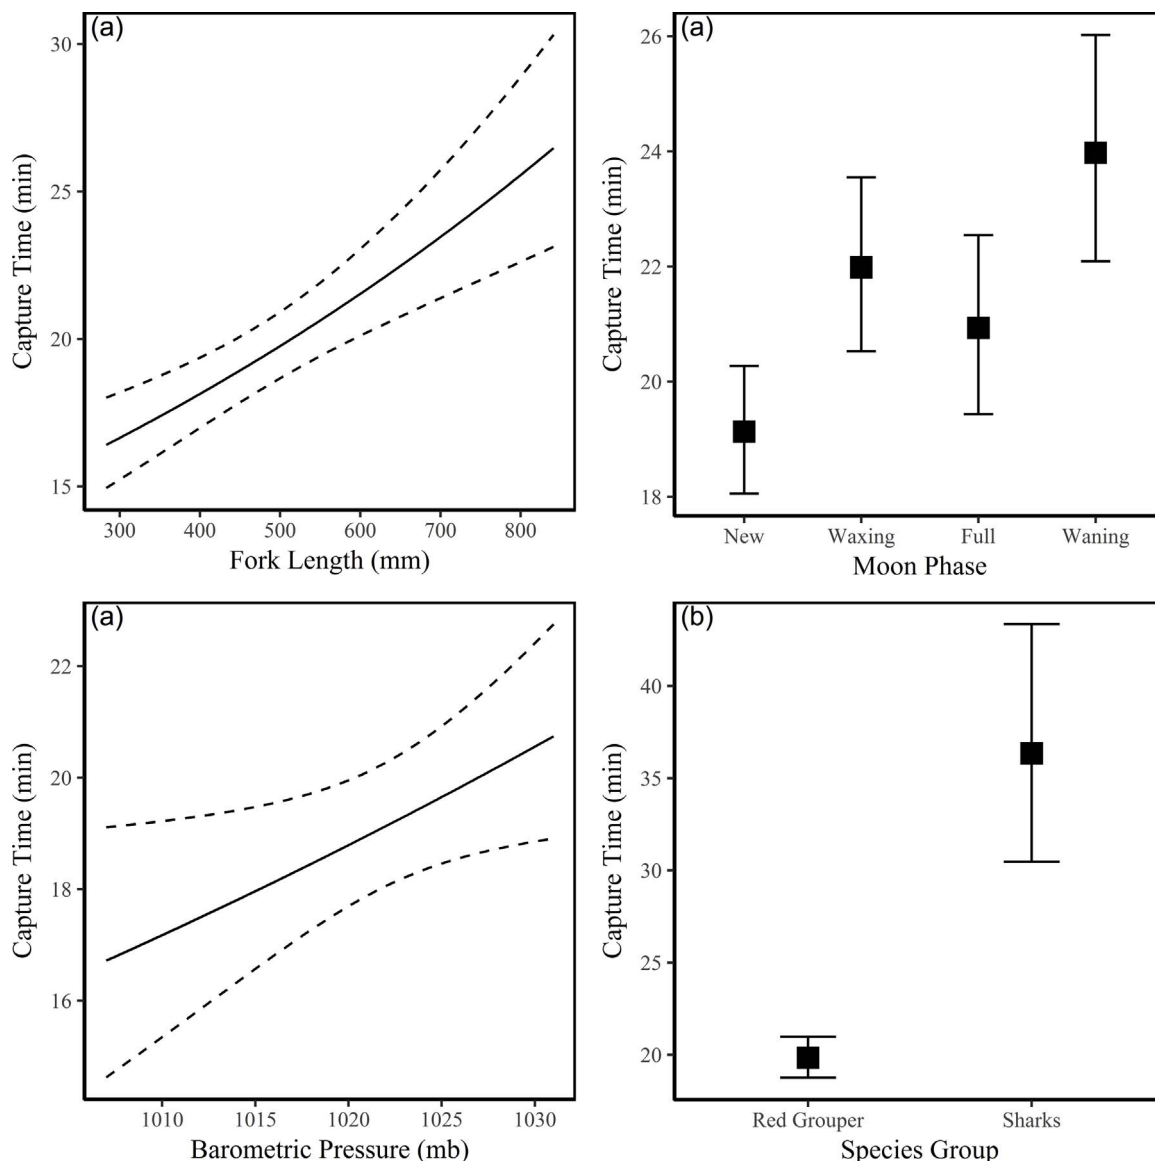 (a)
30
25
20
15
Capture Time (min)
300 400 500 600 700 800
Fork Length (mm)
(a)
26
24
22
20
18
Capture Time (min)
New Waxing Full Waning
Moon Phase
(a)
22
20
18
16
Capture Time (min)
1010 1015 1020 1025 1030
Barometric Pressure (mb)
(b)
40
35
30
25
20
Capture Time (min)
Red Grouper Sharks
Species Group